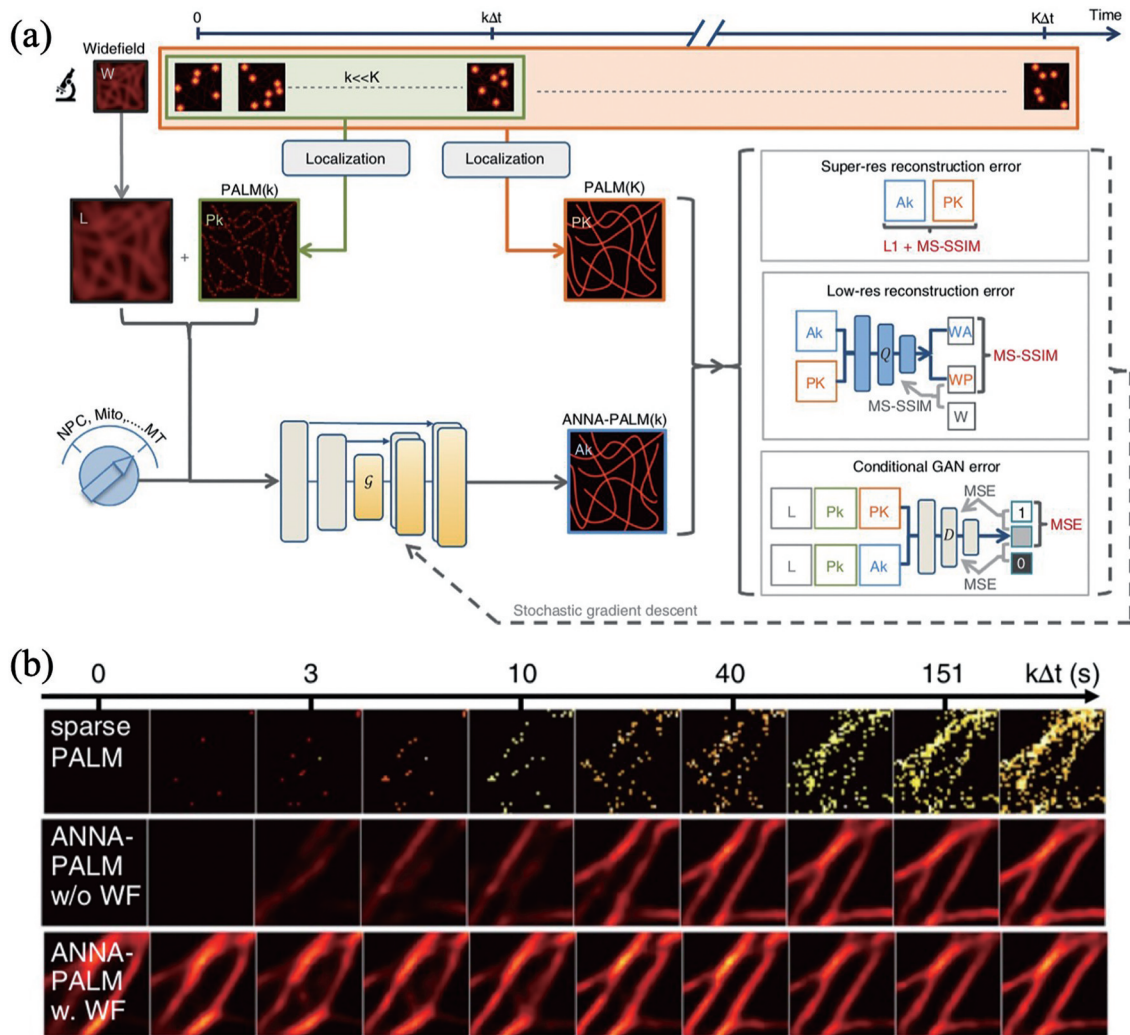 (a)
0
kΔt
KΔt
Time
Widefield
W
k<<K
Localization
Localization
PALM(k)
PALM(K)
L
+
Pk
PK
NPC, Mito,.....MT
G
ANNA-PALM(k)
Ak
Super-res reconstruction error
Ak
PK
L1 + MS-SSIM
Low-res reconstruction error
Ak
PK
Q
WA
WP
W
MS-SSIM
MS-SSIM
Conditional GAN error
L
Pk
PK
L
Pk
Ak
D
MSE
MSE
1
0
MSE
Stochastic gradient descent
(b)
0 3 10 40 151 kΔt (s)
sparse
PALM
ANNA-
PALM
w/o WF
ANNA-
PALM
w. WF